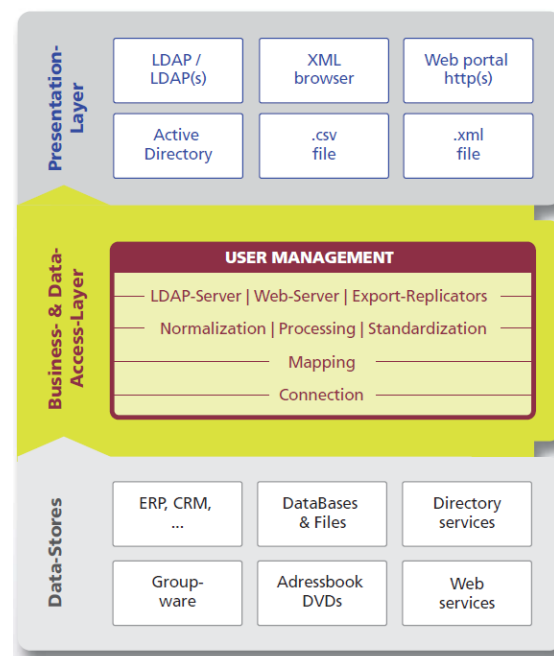 Presentation-
Layer
LDAP /
LDAP(s)
XML
browser
Web portal
http(s)
Active
Directory
.csv
file
.xml
file
Business- & Data-
Access-Layer
USER MANAGEMENT
LDAP-Server | Web-Server | Export-Replicators
Normalization | Processing | Standardization
Mapping
Connection
Data-Stores
ERP, CRM,
...
DataBases
& Files
Directory
services
Group-
ware
Adressbook
DVDs
Web
services